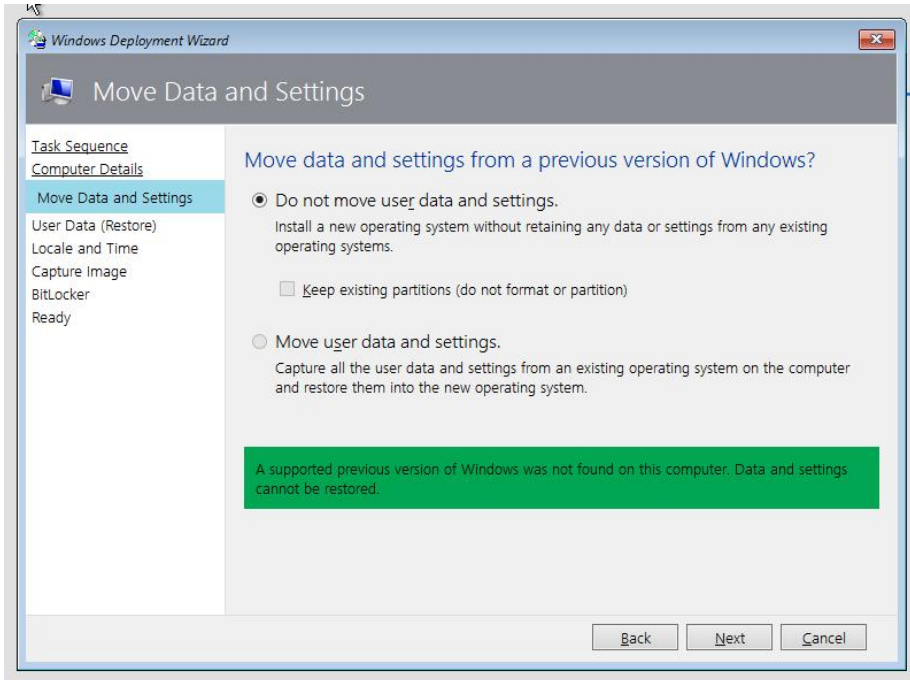 Windows Deployment Wizard
Move Data and Settings
Task Sequence
Computer Details
Move Data and Settings
User Data (Restore)
Locale and Time
Capture Image
BitLocker
Ready
Move data and settings from a previous version of Windows?
Do not move user data and settings.
Install a new operating system without retaining any data or settings from any existing
operating systems.
Keep existing partitions (do not format or partition)
Move user data and settings.
Capture all the user data and settings from an existing operating system on the computer
and restore them into the new operating system.
A supported previous version of Windows was not found on this computer. Data and settings
cannot be restored.
Back
Next
Cancel